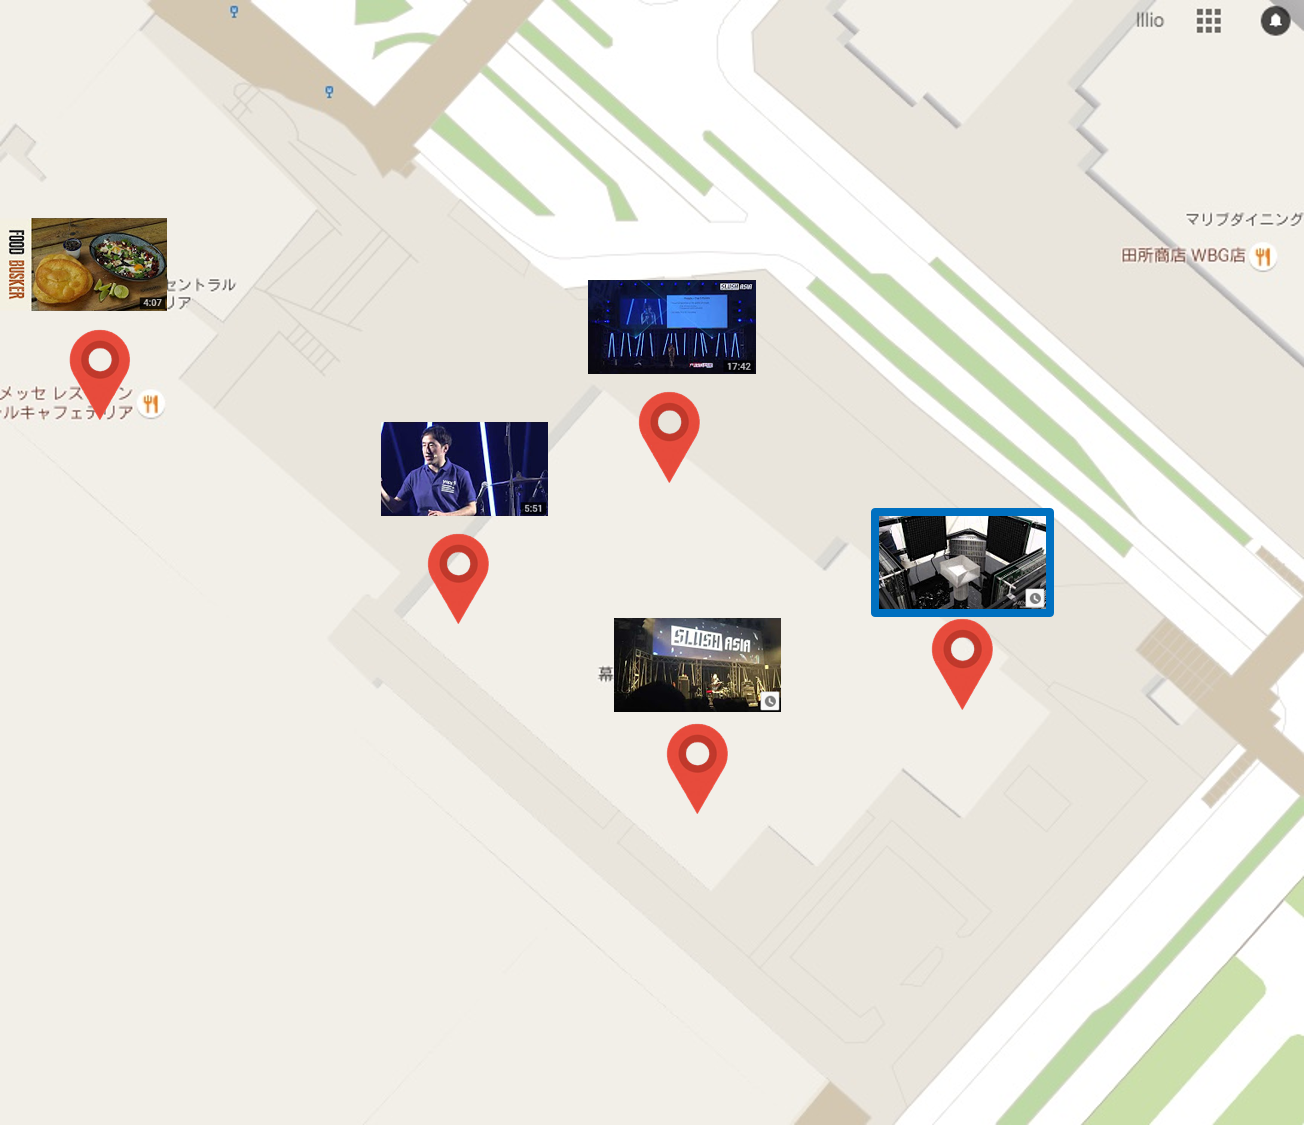 Illio
マリブダイニング
田所商店 WBG店
FOOD BUSKER
4:07
セントラル
リア
メッセ レス
ン
ルキャフェテリア
SLUSH ASIA
17:42
5:51
SLUSH ASIA
幕